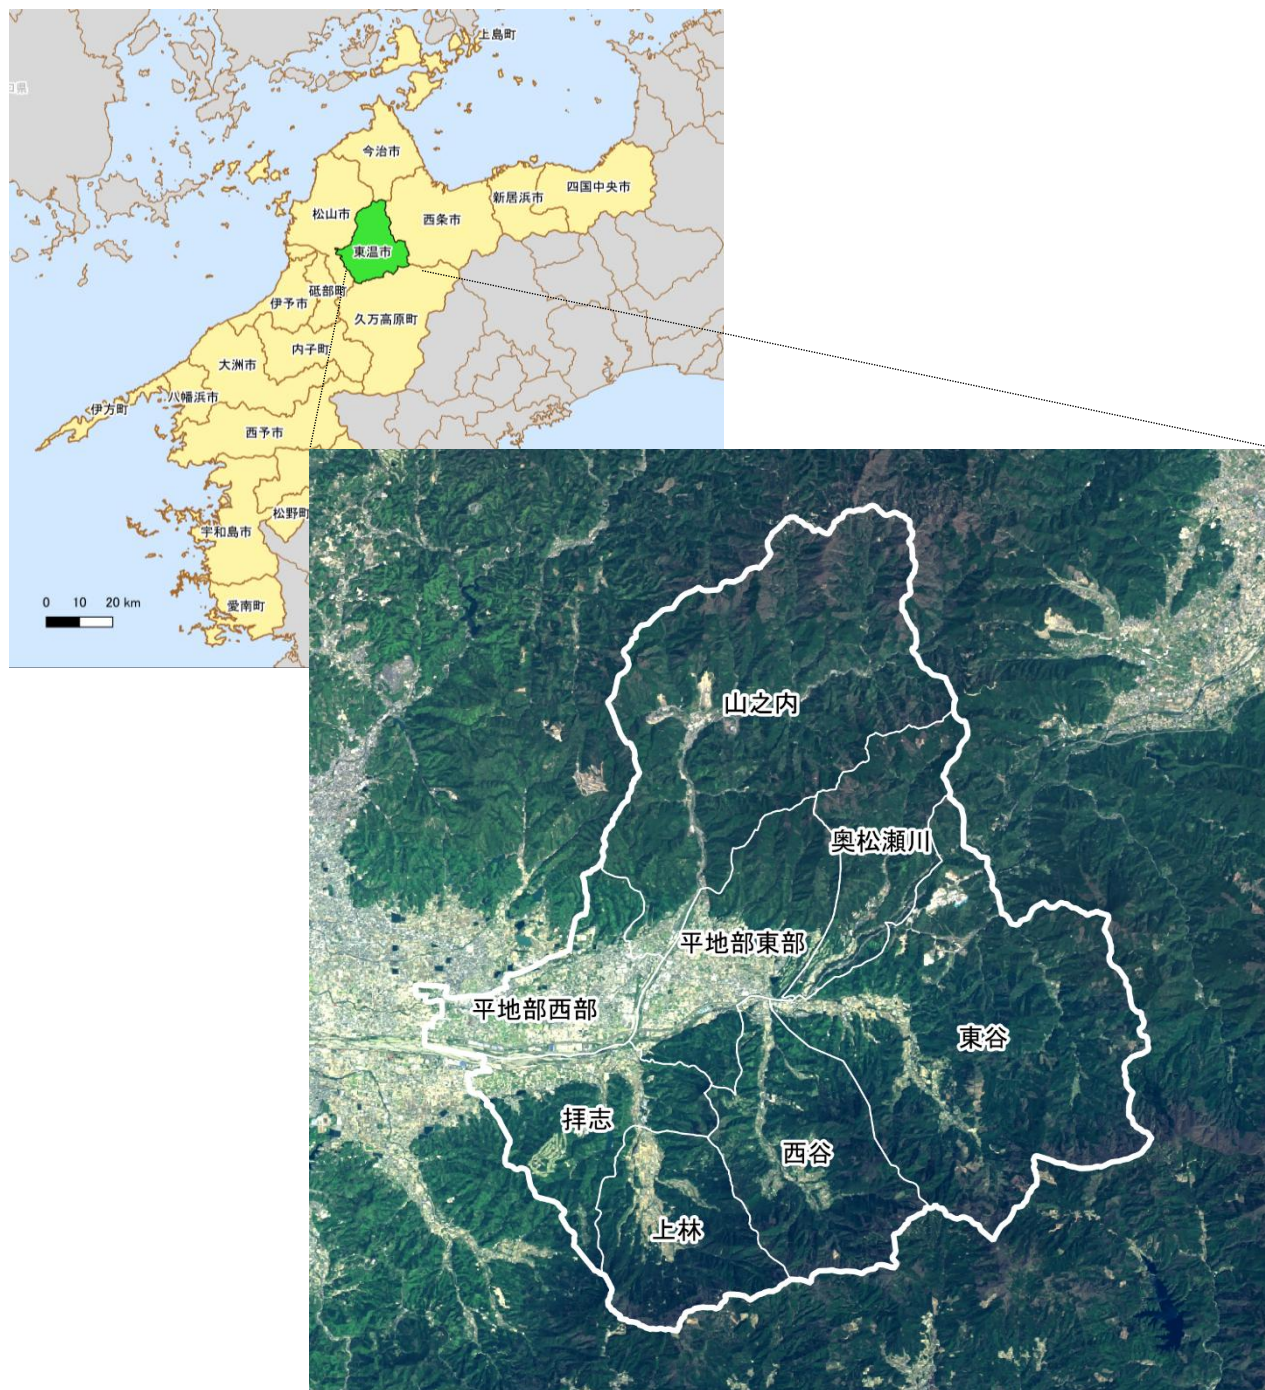 上島町
口県
今治市
四国中央市
新居浜市
松山市
西条市
東温市
砥部町
伊予市
久万高原町
内子町
大洲市
八幡浜市
伊方町
西予市
松野町
宇和島市
0 10 20 km
愛南町
山之内
奥松瀬川
平地部東部
平地部西部
東谷
拝志
西谷
上林